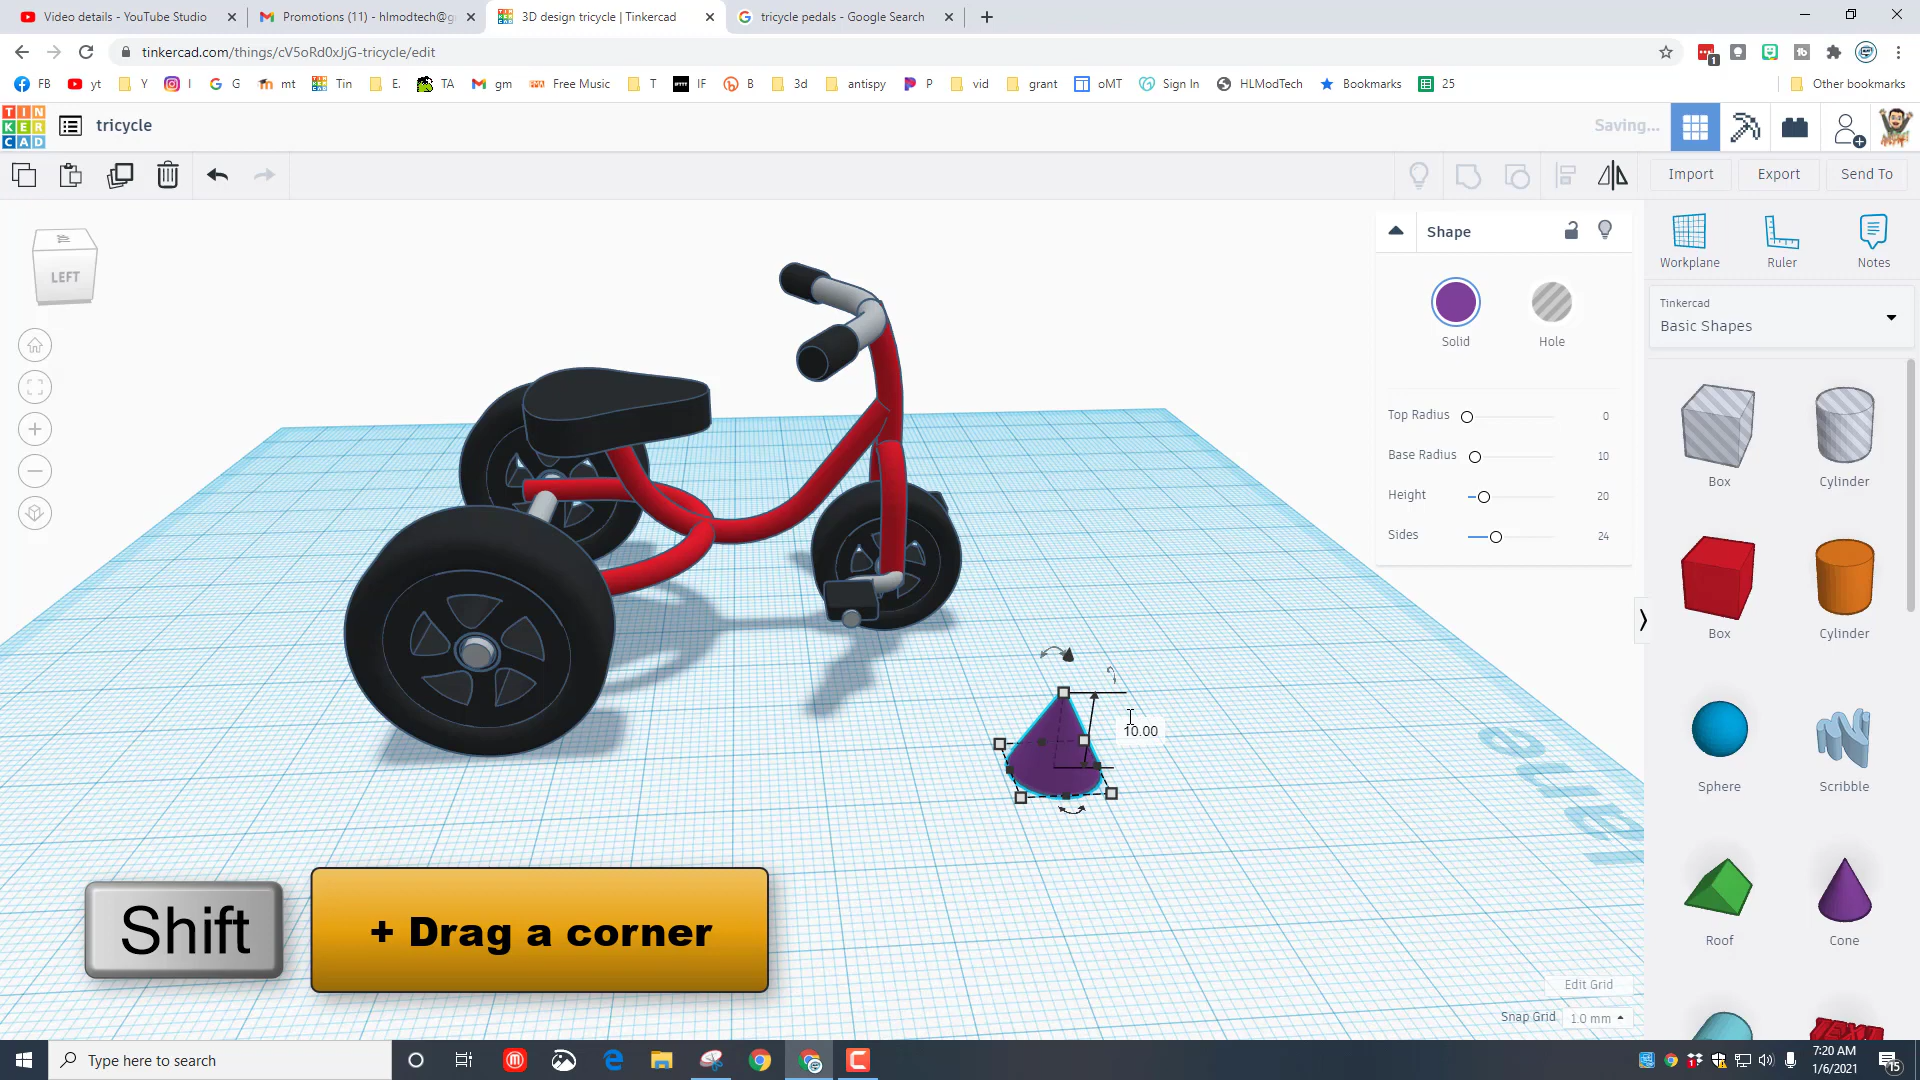 Video details - YouTube Studio
Promotions (11) - hlmodtech@g
3D design tricycle | Tinkercad
tricycle pedals - Google Search
tinkercad.com/things/cV5oRd0xJjG-tricycle/edit
FB yt Y I G mt Tin E. TA gm Free Music T IF B 3d antispy P vid grant oMT Sign In HLModTech Bookmarks 25 Other bookmarks
TIN
KER
CAD
tricycle
Saving...
Import Export Send To
LEFT
Shape
Solid Hole
Top Radius 0
Base Radius 10
Height 20
Sides 24
Workplane Ruler Notes
Tinkercad
Basic Shapes
Box Cylinder
Box Cylinder
Sphere Scribble
Roof Cone
TEXT
10.00
Shift + Drag a corner
Edit Grid
Snap Grid 1.0 mm
Type here to search
7:20 AM
1/6/2021
15